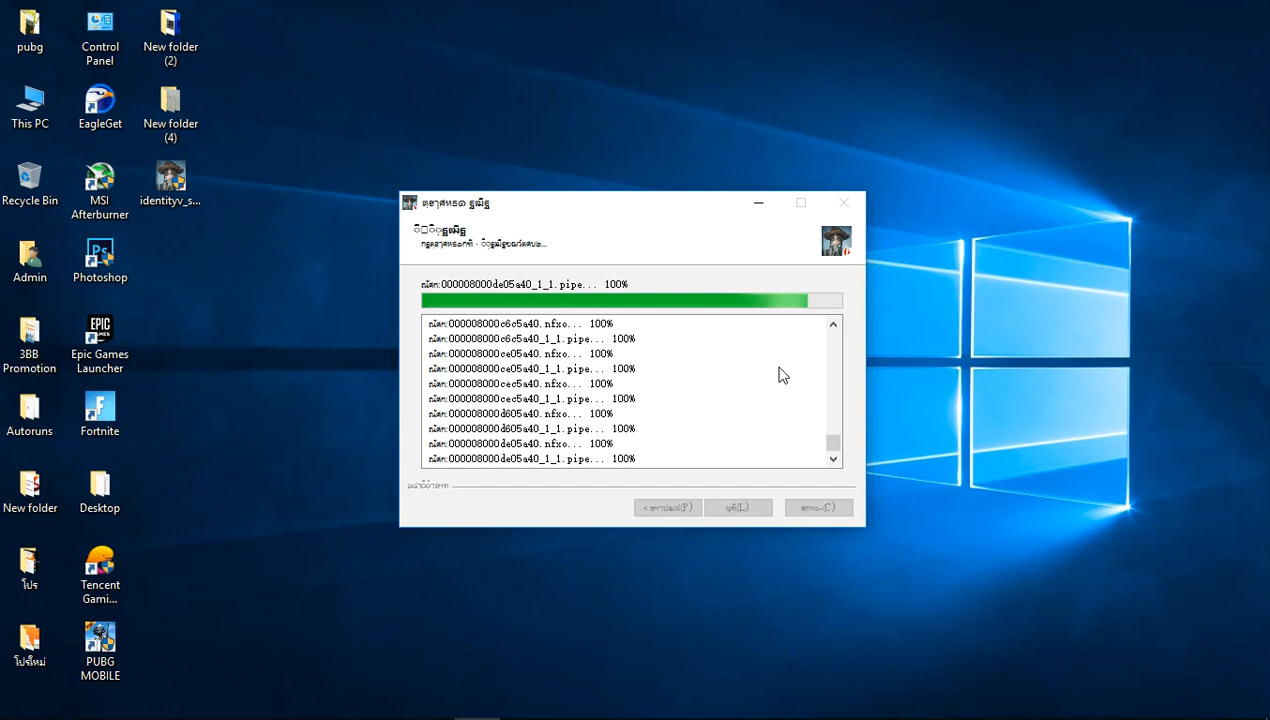 pubg
Control Panel
New folder (2)
This PC
EagleGet
New folder (4)
Recycle Bin
MSI Afterburner
identityv_s...
Admin
Photoshop
3BB Promotion
EPIC GAMES
Epic Games Launcher
Autoruns
Fortnite
New folder
Desktop
โปร
Tencent Gami...
โปรใหม่
PUBG MOBILE
000008000de05a40_1_1.pipe... 100%
000008000c6c5a40.nfxo... 100%
000008000c6c5a40_1_1.pipe... 100%
000008000ce05a40.nfxo... 100%
000008000ce05a40_1_1.pipe... 100%
000008000cec5a40.nfxo... 100%
000008000cec5a40_1_1.pipe... 100%
000008000d605a40.nfxo... 100%
000008000d605a40_1_1.pipe... 100%
000008000de05a40.nfxo... 100%
000008000de05a40_1_1.pipe... 100%
(P)
(L)
(C)